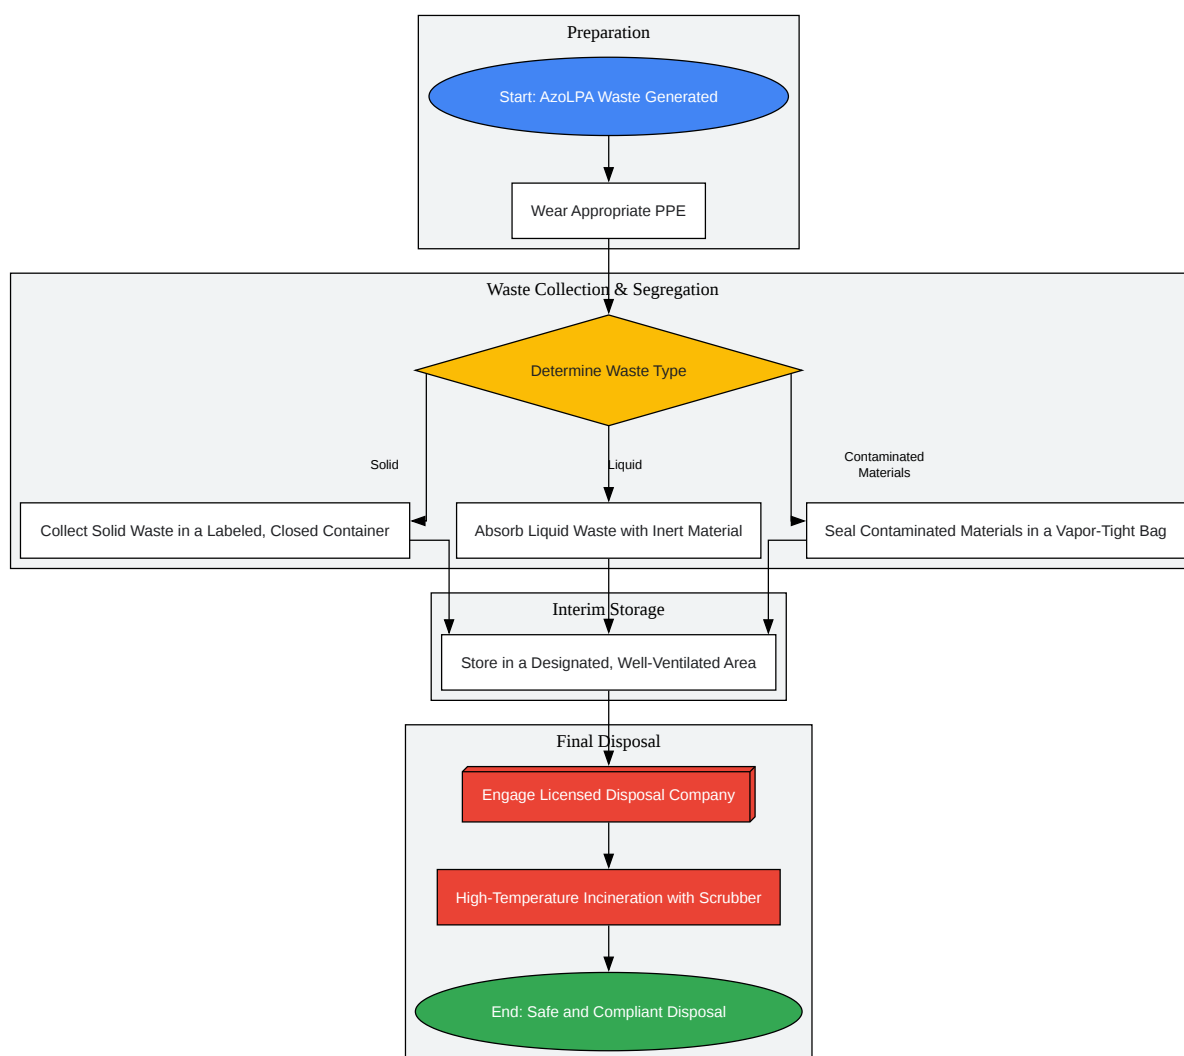 Preparation
Start: AzoLPA Waste Generated
Wear Appropriate PPE
Waste Collection & Segregation
Determine Waste Type
Solid
Liquid
Contaminated
Materials
Collect Solid Waste in a Labeled, Closed Container
Absorb Liquid Waste with Inert Material
Seal Contaminated Materials in a Vapor-Tight Bag
Interim Storage
Store in a Designated, Well-Ventilated Area
Final Disposal
Engage Licensed Disposal Company
High-Temperature Incineration with Scrubber
End: Safe and Compliant Disposal